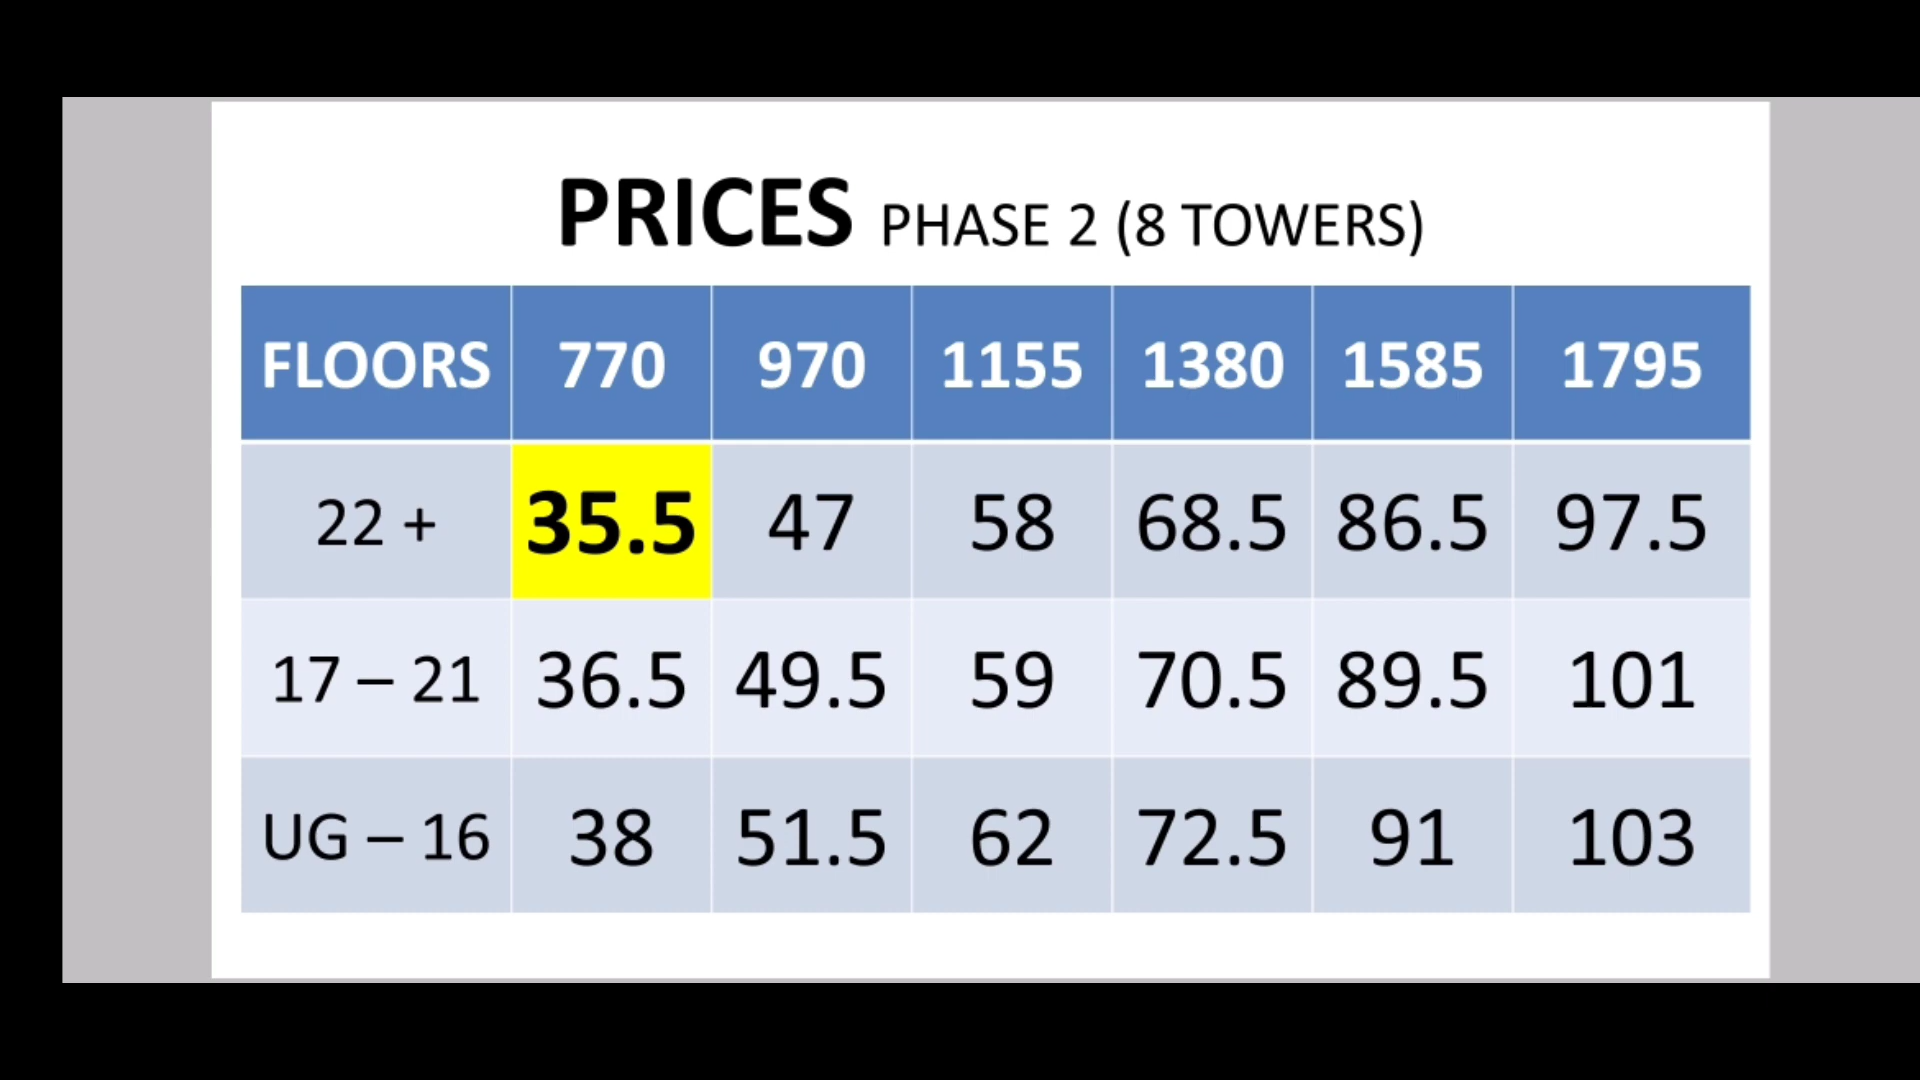 PRICES PHASE 2 (8 TOWERS)
FLOORS 770 970 1155 1380 1585 1795
22 + 35.5 47 58 68.5 86.5 97.5
17 – 21 36.5 49.5 59 70.5 89.5 101
UG – 16 38 51.5 62 72.5 91 103